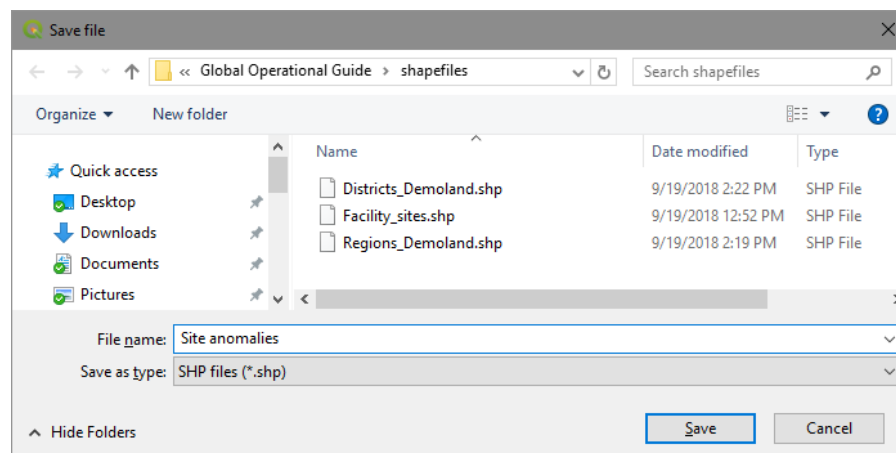 Save file
« Global Operational Guide › shapefiles
Search shapefiles
Organize
New folder
?
Name
Date modified
Type
Quick access
Desktop
Downloads
Documents
Pictures
Districts_Demoland.shp 9/19/2018 2:22 PM SHP File
Facility_sites.shp 9/19/2018 12:52 PM SHP File
Regions_Demoland.shp 9/19/2018 2:19 PM SHP File
File name: Site anomalies
Save as type: SHP files (*.shp)
Hide Folders
Save
Cancel